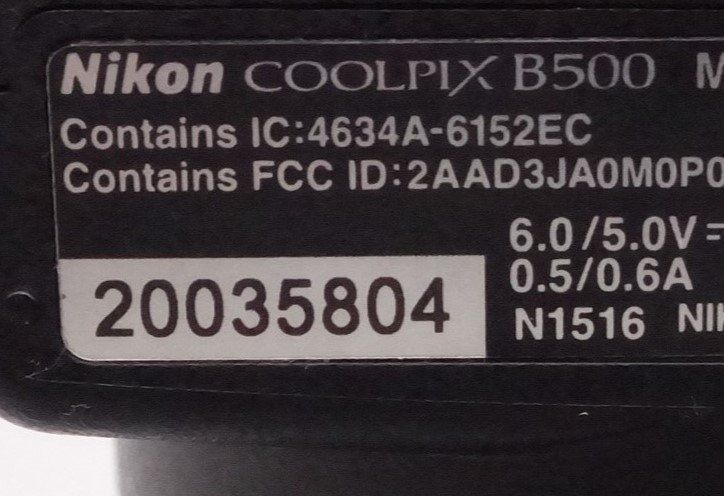 Nikon COOLPIX B500
Contains IC:4634A-6152EC
Contains FCC ID:2AAD3JA0M0P0
6.0/5.0V⎓
0.5/0.6A
20035804
N1516